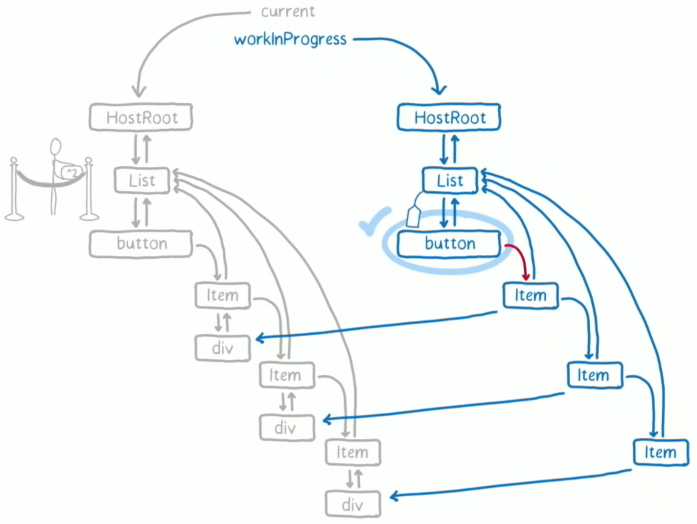 current
workInProgress
HostRoot
HostRoot
List
List
button
button
Item
Item
div
Item
Item
div
Item
Item
div